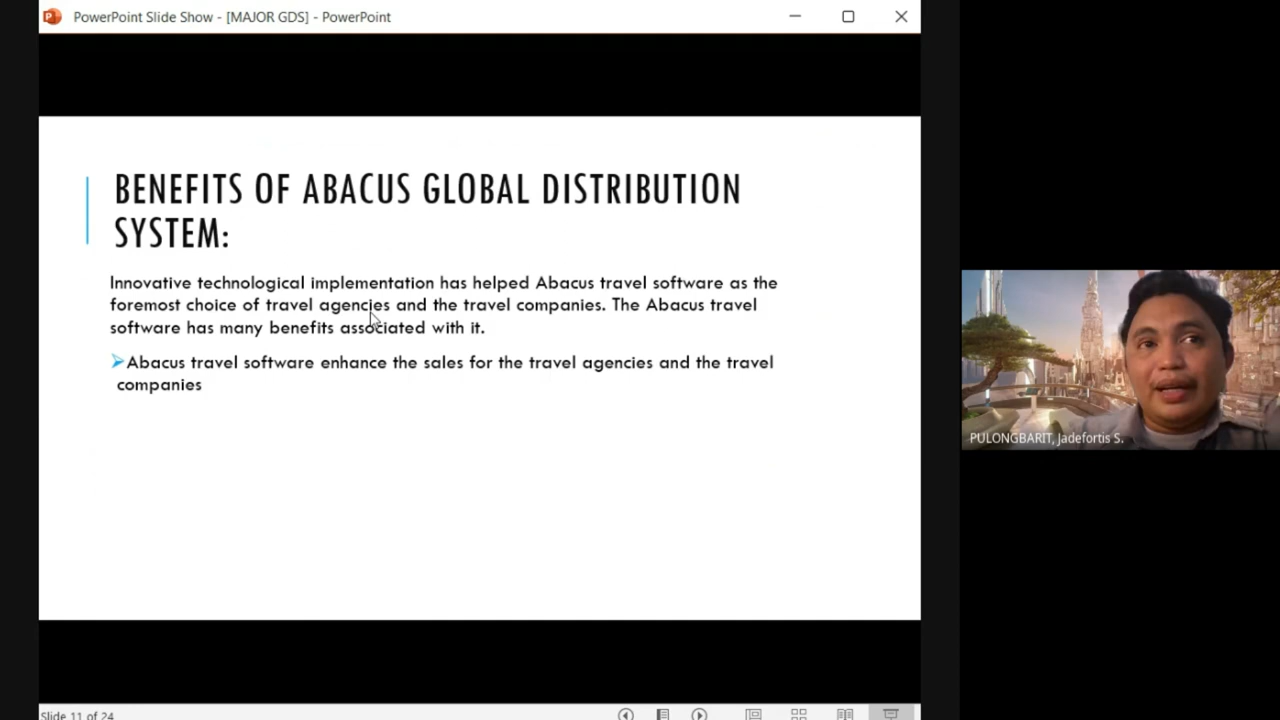 PowerPoint Slide Show - [MAJOR GDS] - PowerPoint
BENEFITS OF ABACUS GLOBAL DISTRIBUTION
SYSTEM:
Innovative technological implementation has helped Abacus travel software as the
foremost choice of travel agencies and the travel companies. The Abacus travel
software has many benefits associated with it.
Abacus travel software enhance the sales for the travel agencies and the travel
companies
PULONGBARIT, Jadefortis S.
Slide 11 of 24